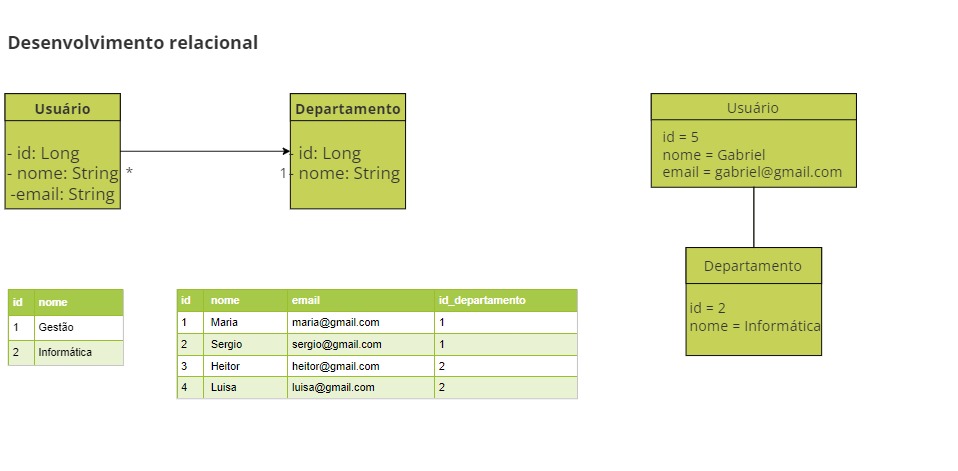 Desenvolvimento relacional
Usuário
- id: Long
- nome: String
-email: String
*
1
Departamento
- id: Long
- nome: String
Usuário
id = 5
nome = Gabriel
email = gabriel@gmail.com
Departamento
id = 2
nome = Informática
id nome
1 Gestão
2 Informática
id nome email id_departamento
1 Maria maria@gmail.com 1
2 Sergio sergio@gmail.com 1
3 Heitor heitor@gmail.com 2
4 Luisa luisa@gmail.com 2